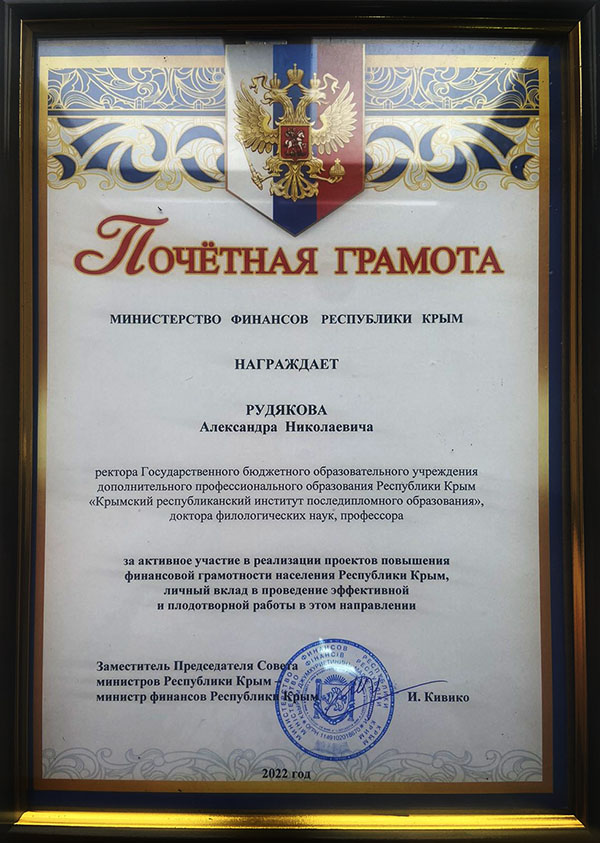 ПОЧЁТНАЯ ГРАМОТА
МИНИСТЕРСТВО ФИНАНСОВ РЕСПУБЛИКИ КРЫМ
НАГРАЖДАЕТ
РУДЯКОВА
Александра Николаевича
ректора Государственного бюджетного образовательного учреждения
дополнительного профессионального образования Республики Крым
«Крымский республиканский институт последипломного образования»,
доктора филологических наук, профессора
за активное участие в реализации проектов повышения
финансовой грамотности населения Республики Крым,
личный вклад в проведение эффективной
и плодотворной работы в этом направлении
Заместитель Председателя Совета
министров Республики Крым –
министр финансов Республики Крым
И. Кивико
2022 год